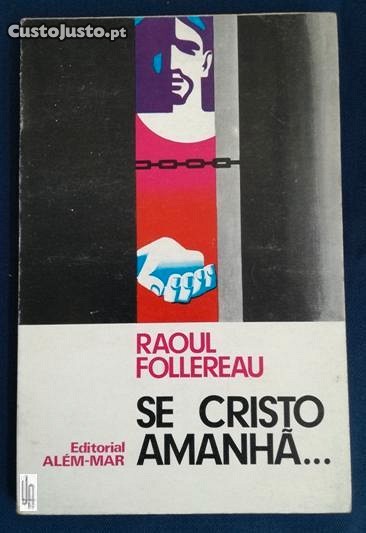 CustoJusto.pt
RAOUL
FOLLEREAU
SE CRISTO
AMANHÃ...
Editorial
ALÉM-MAR